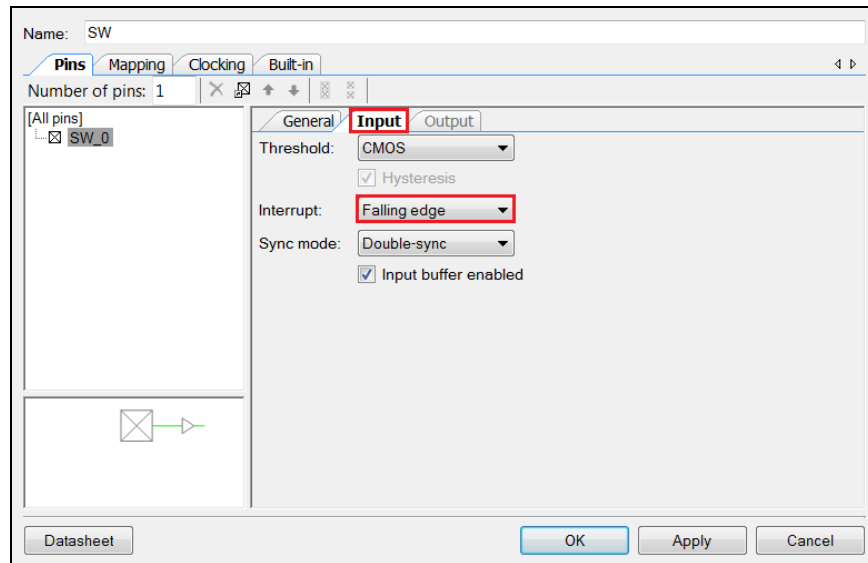 Name: SW
Pins Mapping Clocking Built-in
Number of pins: 1
[All pins]
SW_0
General Input Output
Threshold: CMOS
Hysteresis
Interrupt: Falling edge
Sync mode: Double-sync
Input buffer enabled
Datasheet OK Apply Cancel